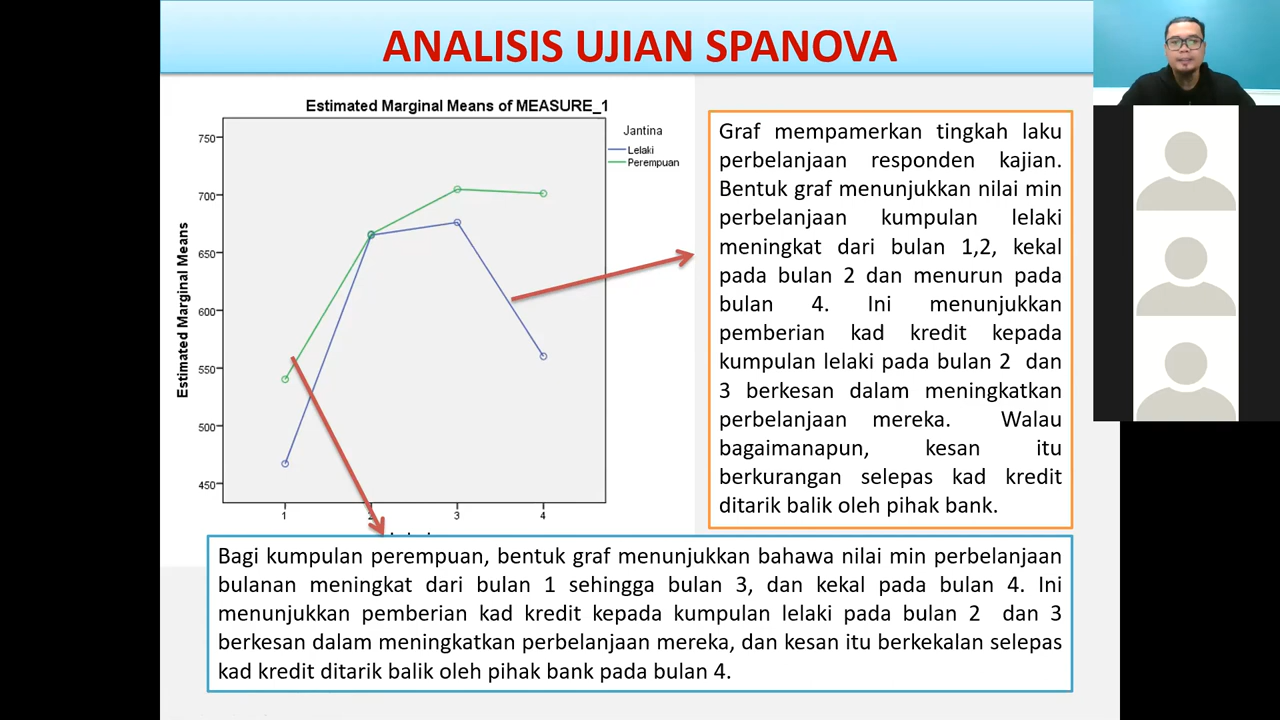 ANALISIS UJIAN SPANOVA
Estimated Marginal Means of MEASURE_1
Jantina
Lelaki
Perempuan
Estimated Marginal Means
750
700
650
600
550
500
450
1
2
3
4
Graf mempamerkan tingkah laku
perbelanjaan responden kajian.
Bentuk graf menunjukkan nilai min
perbelanjaan kumpulan lelaki
meningkat dari bulan 1,2, kekal
pada bulan 2 dan menurun pada
bulan 4. Ini menunjukkan
pemberian kad kredit kepada
kumpulan lelaki pada bulan 2 dan
3 berkesan dalam meningkatkan
perbelanjaan mereka. Walau
bagaimanapun, kesan itu
berkurangan selepas kad kredit
ditarik balik oleh pihak bank.
Bagi kumpulan perempuan, bentuk graf menunjukkan bahawa nilai min perbelanjaan
bulanan meningkat dari bulan 1 sehingga bulan 3, dan kekal pada bulan 4. Ini
menunjukkan pemberian kad kredit kepada kumpulan lelaki pada bulan 2 dan 3
berkesan dalam meningkatkan perbelanjaan mereka, dan kesan itu berkekalan selepas
kad kredit ditarik balik oleh pihak bank pada bulan 4.